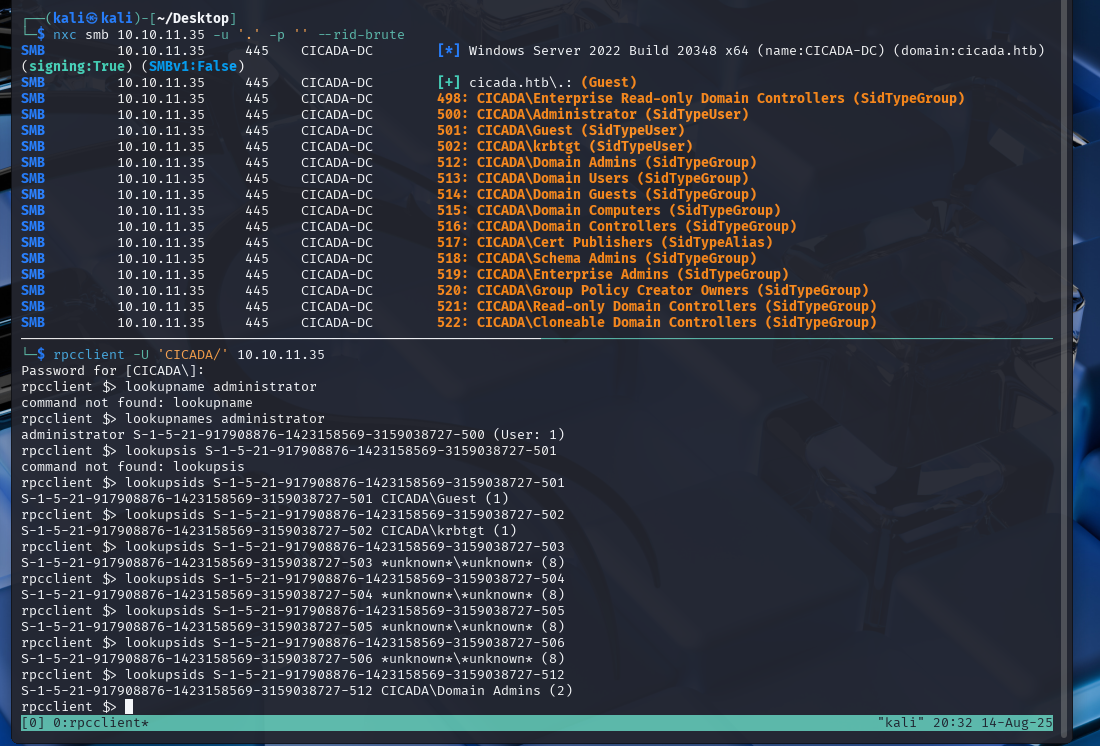 ┌──(kali㉿kali)-[~/Desktop]
└─$ nxc smb 10.10.11.35 -u '.' -p '' --rid-brute
SMB 10.10.11.35 445 CICADA-DC [*] Windows Server 2022 Build 20348 x64 (name:CICADA-DC) (domain:cicada.htb)
(signing:True) (SMBv1:False)
SMB 10.10.11.35 445 CICADA-DC [+] cicada.htb\.: (Guest)
SMB 10.10.11.35 445 CICADA-DC 498: CICADA\Enterprise Read-only Domain Controllers (SidTypeGroup)
SMB 10.10.11.35 445 CICADA-DC 500: CICADA\Administrator (SidTypeUser)
SMB 10.10.11.35 445 CICADA-DC 501: CICADA\Guest (SidTypeUser)
SMB 10.10.11.35 445 CICADA-DC 502: CICADA\krbtgt (SidTypeUser)
SMB 10.10.11.35 445 CICADA-DC 512: CICADA\Domain Admins (SidTypeGroup)
SMB 10.10.11.35 445 CICADA-DC 513: CICADA\Domain Users (SidTypeGroup)
SMB 10.10.11.35 445 CICADA-DC 514: CICADA\Domain Guests (SidTypeGroup)
SMB 10.10.11.35 445 CICADA-DC 515: CICADA\Domain Computers (SidTypeGroup)
SMB 10.10.11.35 445 CICADA-DC 516: CICADA\Domain Controllers (SidTypeGroup)
SMB 10.10.11.35 445 CICADA-DC 517: CICADA\Cert Publishers (SidTypeAlias)
SMB 10.10.11.35 445 CICADA-DC 518: CICADA\Schema Admins (SidTypeGroup)
SMB 10.10.11.35 445 CICADA-DC 519: CICADA\Enterprise Admins (SidTypeGroup)
SMB 10.10.11.35 445 CICADA-DC 520: CICADA\Group Policy Creator Owners (SidTypeGroup)
SMB 10.10.11.35 445 CICADA-DC 521: CICADA\Read-only Domain Controllers (SidTypeGroup)
SMB 10.10.11.35 445 CICADA-DC 522: CICADA\Cloneable Domain Controllers (SidTypeGroup)
└─$ rpcclient -U 'CICADA/' 10.10.11.35
Password for [CICADA\]:
rpcclient $> lookupname administrator
command not found: lookupname
rpcclient $> lookupnames administrator
administrator S-1-5-21-917908876-1423158569-3159038727-500 (User: 1)
rpcclient $> lookupsis S-1-5-21-917908876-1423158569-3159038727-501
command not found: lookupsis
rpcclient $> lookupsids S-1-5-21-917908876-1423158569-3159038727-501
S-1-5-21-917908876-1423158569-3159038727-501 CICADA\Guest (1)
rpcclient $> lookupsids S-1-5-21-917908876-1423158569-3159038727-502
S-1-5-21-917908876-1423158569-3159038727-502 CICADA\krbtgt (1)
rpcclient $> lookupsids S-1-5-21-917908876-1423158569-3159038727-503
S-1-5-21-917908876-1423158569-3159038727-503 *unknown*\*unknown* (8)
rpcclient $> lookupsids S-1-5-21-917908876-1423158569-3159038727-504
S-1-5-21-917908876-1423158569-3159038727-504 *unknown*\*unknown* (8)
rpcclient $> lookupsids S-1-5-21-917908876-1423158569-3159038727-505
S-1-5-21-917908876-1423158569-3159038727-505 *unknown*\*unknown* (8)
rpcclient $> lookupsids S-1-5-21-917908876-1423158569-3159038727-506
S-1-5-21-917908876-1423158569-3159038727-506 *unknown*\*unknown* (8)
rpcclient $> lookupsids S-1-5-21-917908876-1423158569-3159038727-512
S-1-5-21-917908876-1423158569-3159038727-512 CICADA\Domain Admins (2)
rpcclient $>
[0] 0:rpcclient* "kali" 20:32 14-Aug-25